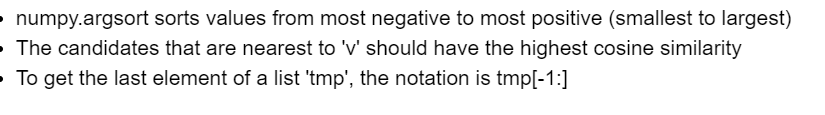 • numpy.argsort sorts values from most negative to most positive (smallest to largest)
• The candidates that are nearest to 'v' should have the highest cosine similarity
• To get the last element of a list 'tmp', the notation is tmp[-1:]